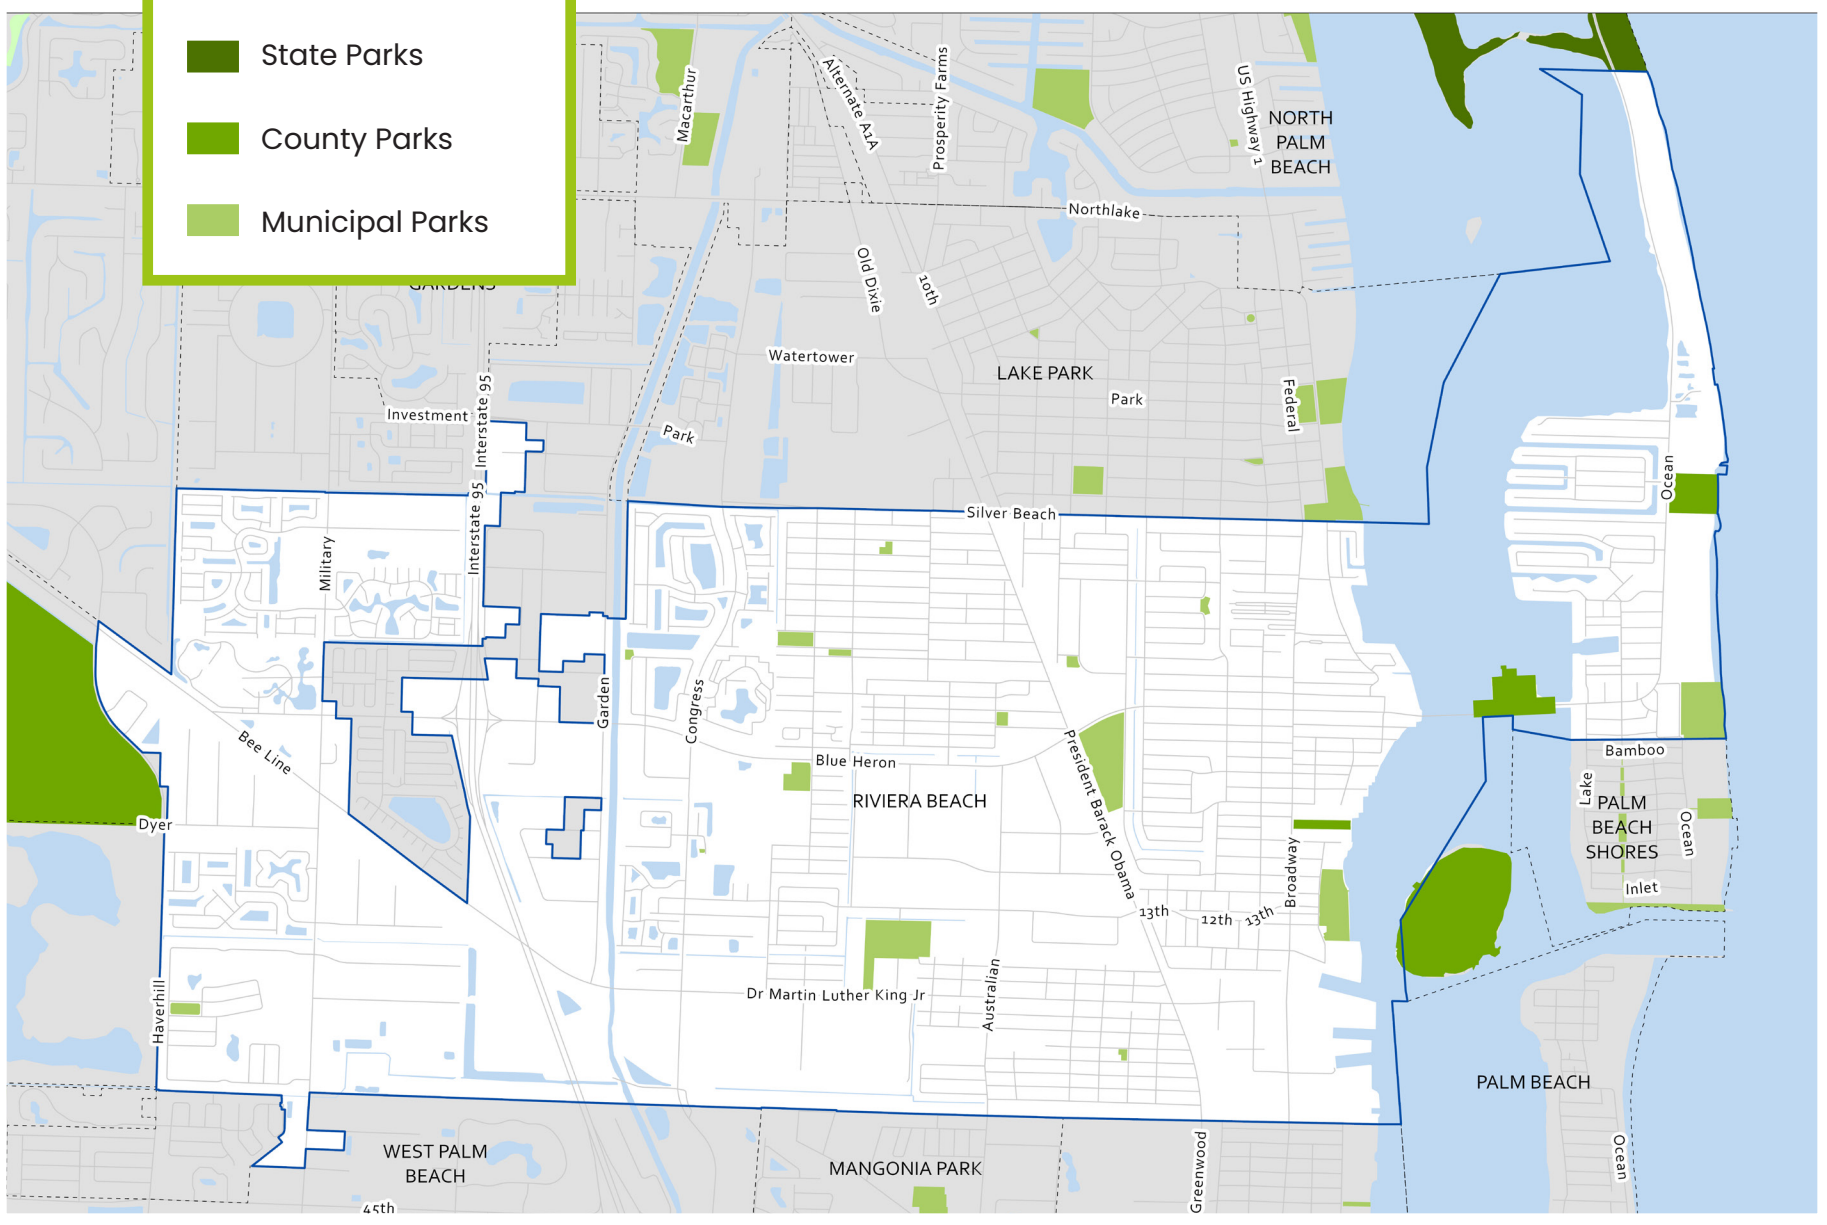 State Parks
County Parks
Municipal Parks
GARDENS
Macarthur
Alternate A1A
Prosperity Farms
US Highway 1
NORTH
PALM
BEACH
Northlake
Old Dixie
10th
Watertower
LAKE PARK
Park
Federal
Interstate 95
Investment
Park
Ocean
Interstate 95
Silver Beach
Military
Garden
Congress
Bee Line
Blue Heron
RIVIERA BEACH
President Barack Obama
Bamboo
Lake
PALM
BEACH
SHORES
Ocean
Inlet
Dyer
Broadway
13th
12th
13th
Haverhill
Dr Martin Luther King Jr
Australian
PALM BEACH
WEST PALM
BEACH
MANGONIA PARK
Greenwood
Ocean
45th